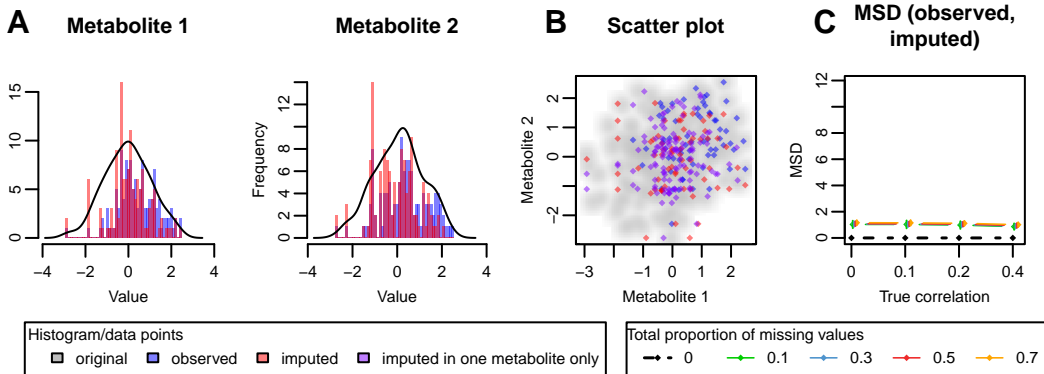 A
Metabolite 1
Metabolite 2
B
Scatter plot
C
MSD (observed,
imputed)
15
10
5
0
−4
−2
0
2
4
Value
Frequency
12
8
6
4
2
0
−4
−2
0
2
4
Value
Metabolite 2
2
1
0
−2
−3
−1
0
1
2
Metabolite 1
MSD
12
8
6
4
2
0
0
0.1
0.2
0.4
True correlation
Histogram/data points
original
observed
imputed
imputed in one metabolite only
Total proportion of missing values
0
0.1
0.3
0.5
0.7